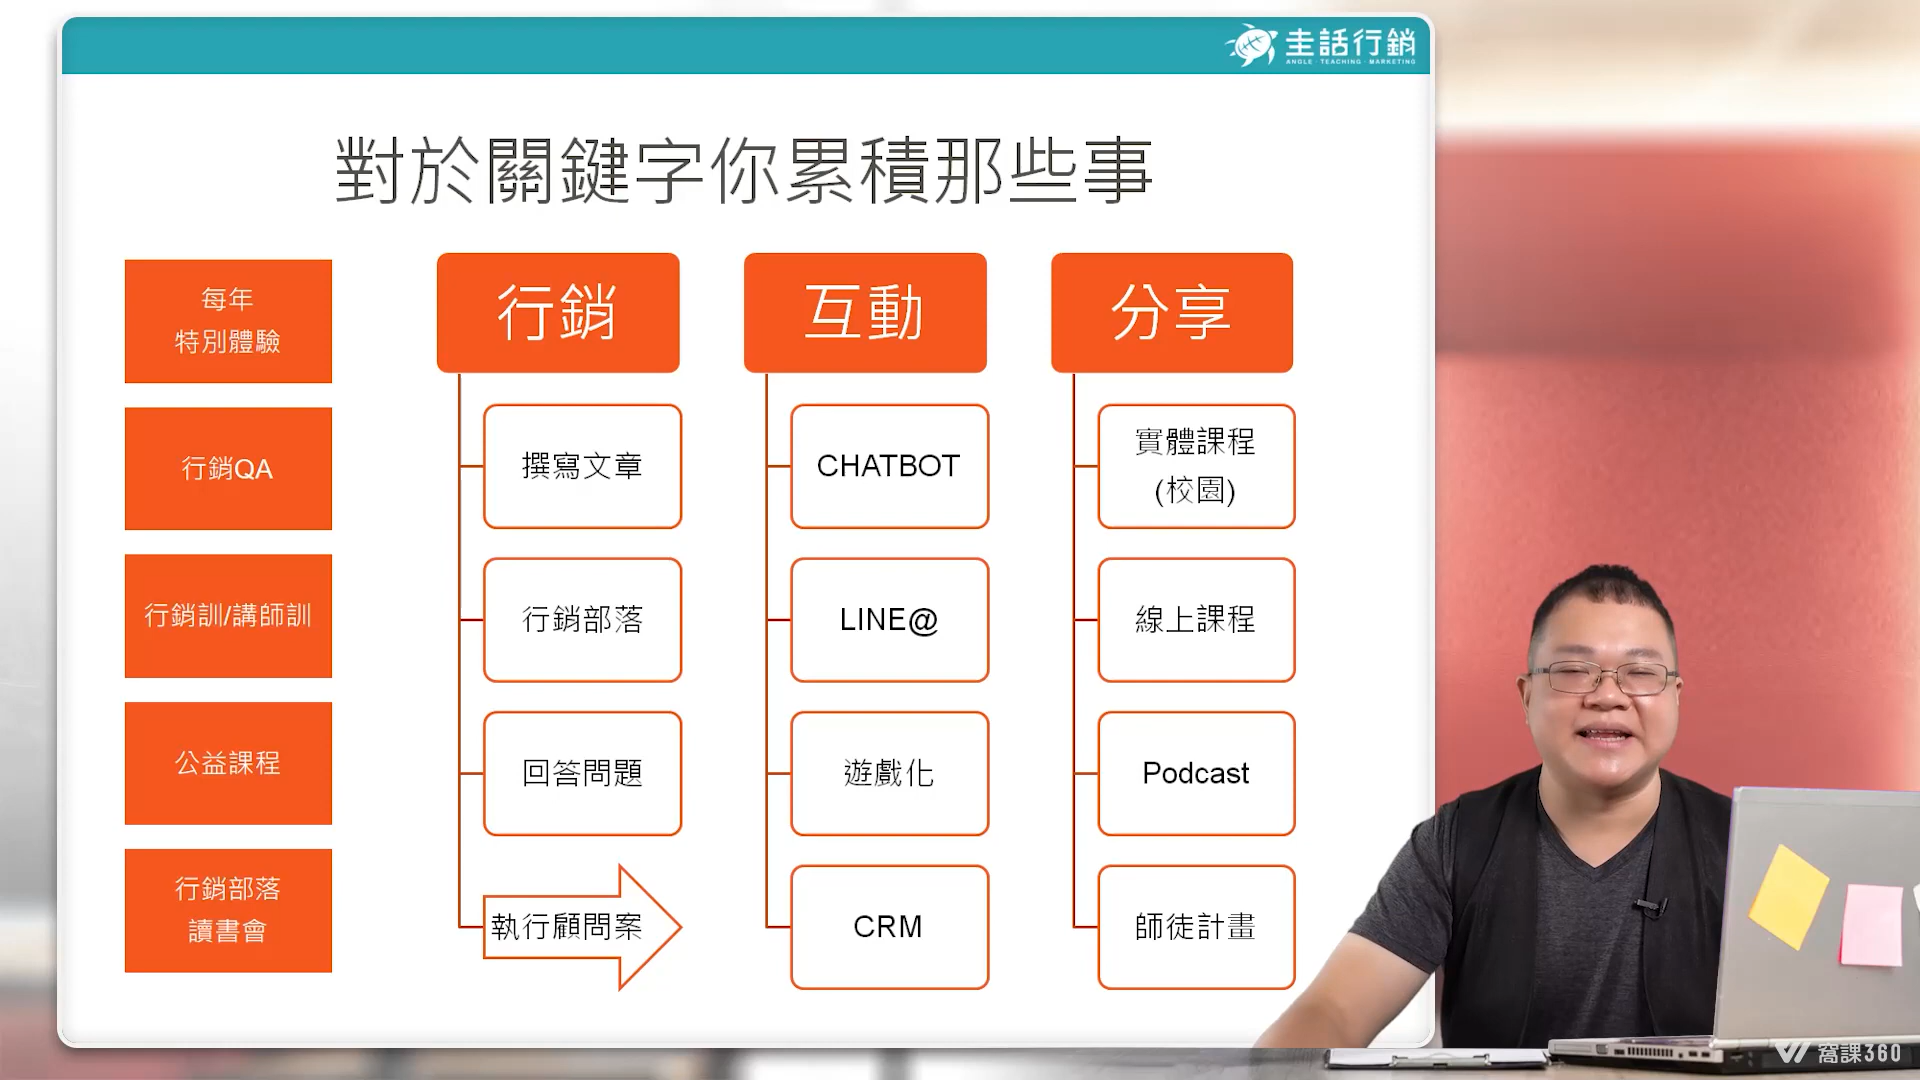 圭話行銷
ANGLE · TEACHING · MARKETING
對於關鍵字你累積那些事
每年
特別體驗
行銷QA
行銷訓/講師訓
公益課程
行銷部落
讀書會
行銷
撰寫文章
行銷部落
回答問題
執行顧問案
互動
CHATBOT
LINE@
遊戲化
CRM
分享
實體課程
(校園)
線上課程
Podcast
師徒計畫
窩課360